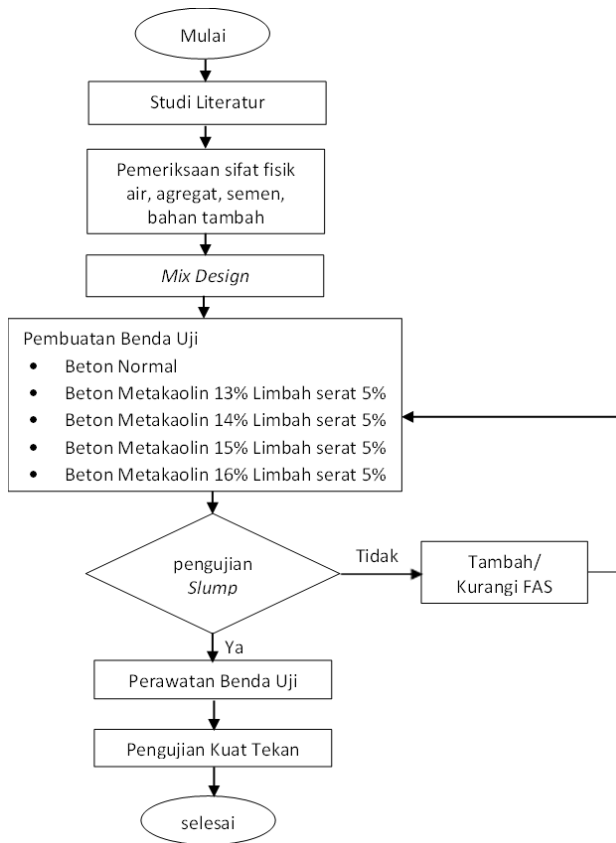 Mulai
Studi Literatur
Pemeriksaan sifat fisik
air, agregat, semen,
bahan tambah
Mix Design
Pembuatan Benda Uji
• Beton Normal
• Beton Metakaolin 13% Limbah serat 5%
• Beton Metakaolin 14% Limbah serat 5%
• Beton Metakaolin 15% Limbah serat 5%
• Beton Metakaolin 16% Limbah serat 5%
pengujian
Slump
Tidak
Tambah/
Kurangi FAS
Ya
Perawatan Benda Uji
Pengujian Kuat Tekan
selesai